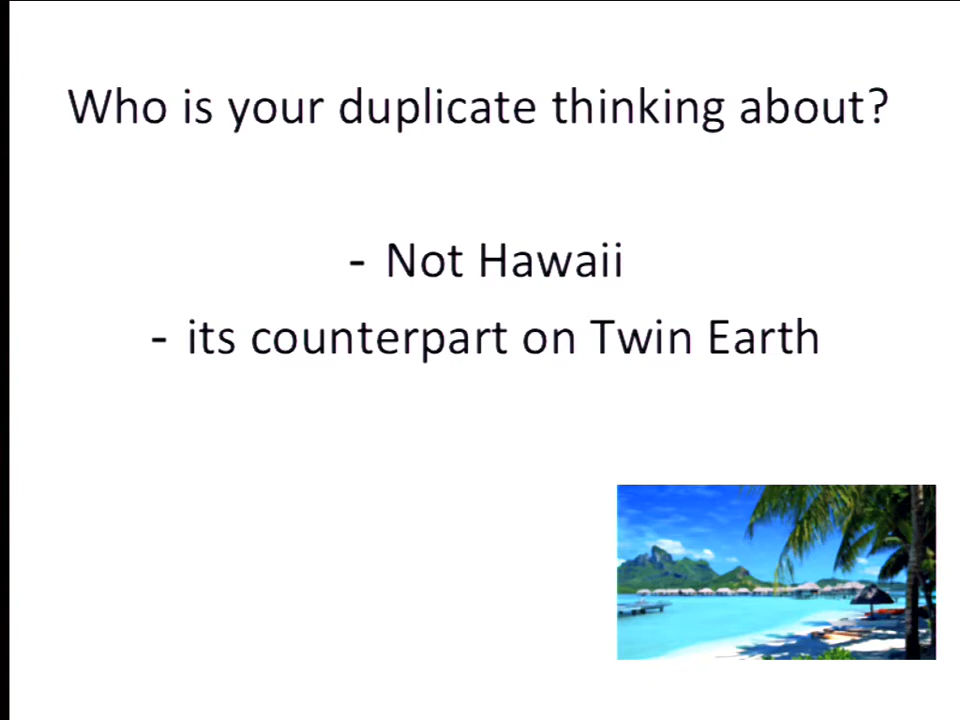 Who is your duplicate thinking about?
- Not Hawaii
- its counterpart on Twin Earth